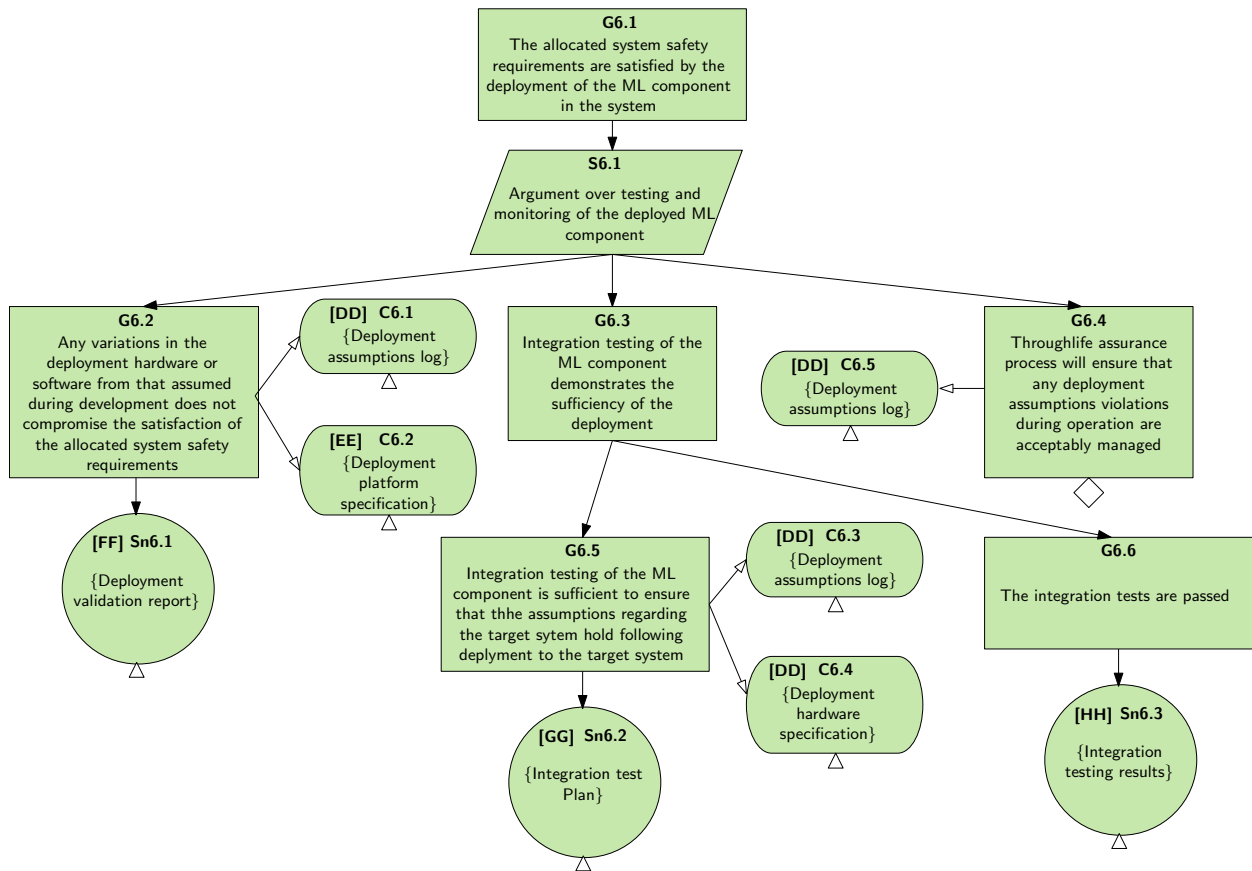 G6.1
The allocated system safety
requirements are satisfied by the
deployment of the ML component
in the system
S6.1
Argument over testing and
monitoring of the deployed ML
component
G6.2
Any variations in the
deployment hardware or
software from that assumed
during development does not
compromise the satisfaction of
the allocated system safety
requirements
[DD] C6.1
{Deployment
assumptions log}
[EE] C6.2
{Deployment
platform
specification}
G6.3
Integration testing of the
ML component
demonstrates the
sufficiency of the
deployment
[DD] C6.5
{Deployment
assumptions log}
G6.4
Throughlife assurance
process will ensure that
any deployment
assumptions violations
during operation are
acceptably managed
[FF] Sn6.1
{Deployment
validation report}
G6.5
Integration testing of the ML
component is sufficient to ensure
that thhe assumptions regarding
the target sytem hold following
deplyment to the target system
[DD] C6.3
{Deployment
assumptions log}
[DD] C6.4
{Deployment
hardware
specification}
G6.6
The integration tests are passed
[GG] Sn6.2
{Integration test
Plan}
[HH] Sn6.3
{Integration
testing results}